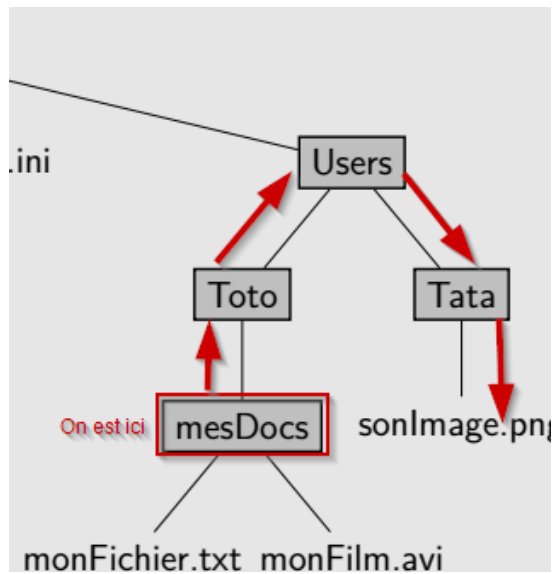 Users
.ini
Toto
Tata
On est ici
mesDocs
sonImage.png
monFichier.txt
monFilm.avi